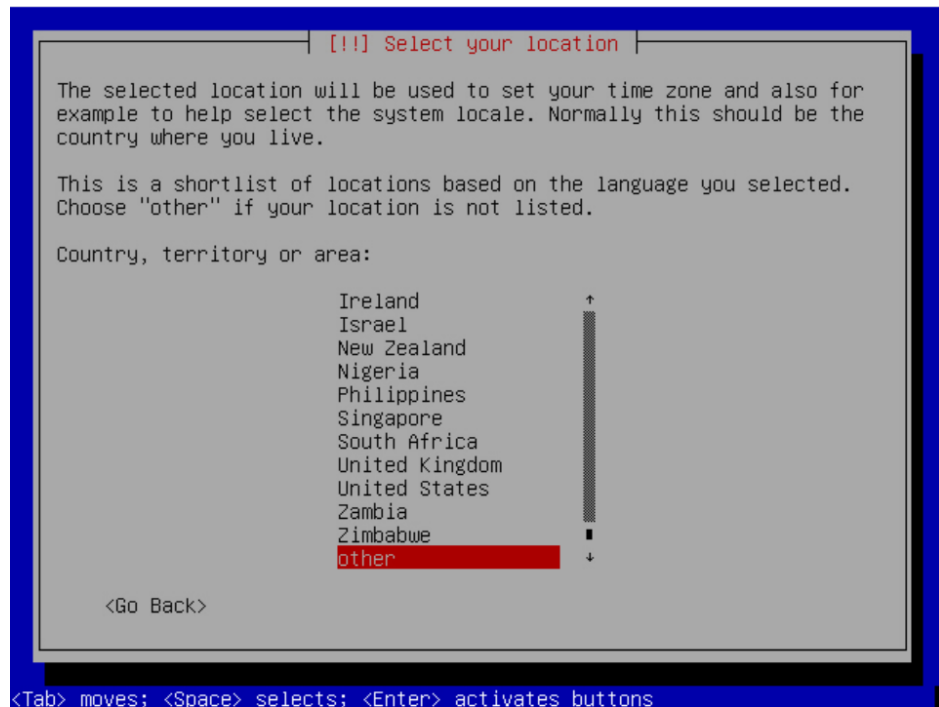 [!!] Select your location
The selected location will be used to set your time zone and also for
example to help select the system locale. Normally this should be the
country where you live.
This is a shortlist of locations based on the language you selected.
Choose "other" if your location is not listed.
Country, territory or area:
Ireland
Israel
New Zealand
Nigeria
Philippines
Singapore
South Africa
United Kingdom
United States
Zambia
Zimbabwe
other
<Go Back>
<Tab> moves; <Space> selects; <Enter> activates buttons